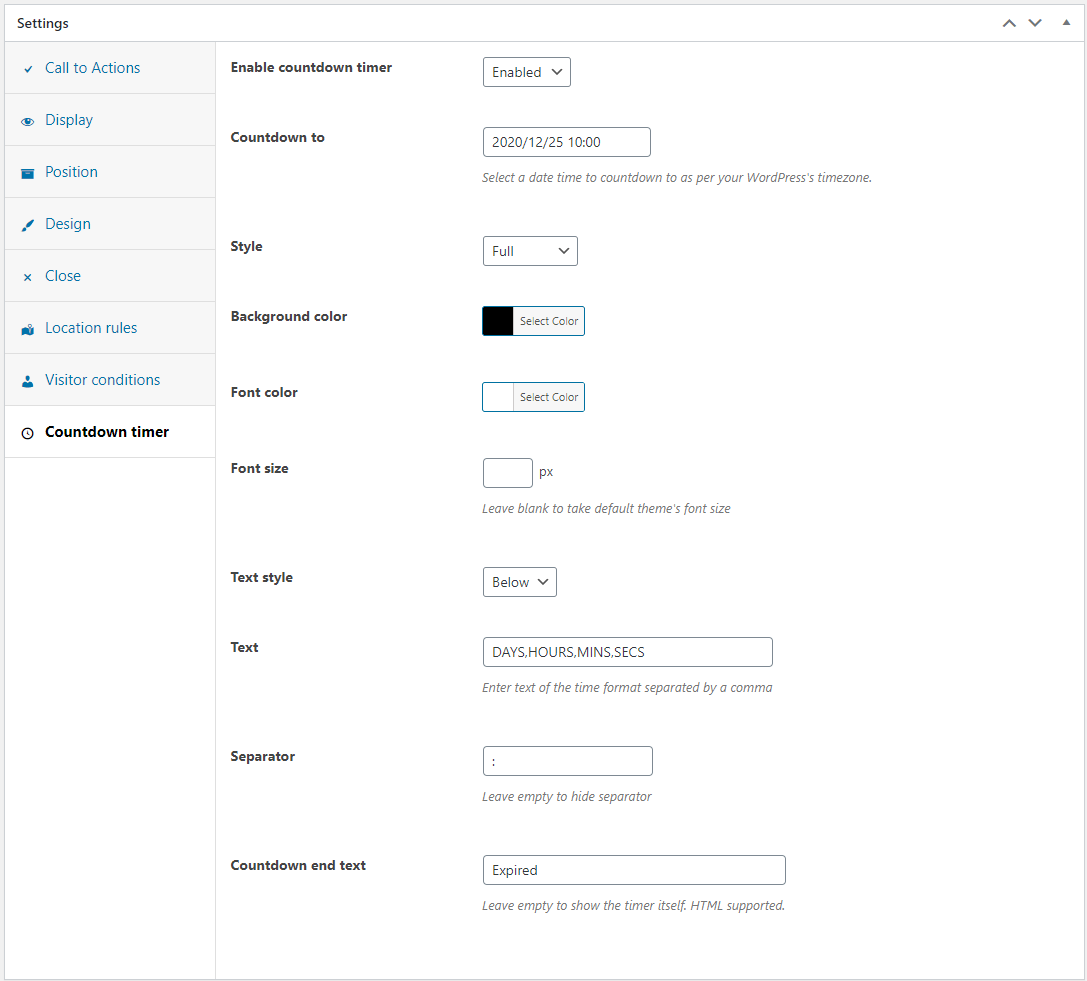 Settings
Call to Actions
Display
Position
Design
Close
Location rules
Visitor conditions
Countdown timer
Enable countdown timer
Enabled
Countdown to
2020/12/25 10:00
Select a date time to countdown to as per your WordPress's timezone.
Style
Full
Background color
Select Color
Font color
Select Color
Font size
px
Leave blank to take default theme's font size
Text style
Below
Text
DAYS,HOURS,MINS,SECS
Enter text of the time format separated by a comma
Separator
:
Leave empty to hide separator
Countdown end text
Expired
Leave empty to show the timer itself. HTML supported.